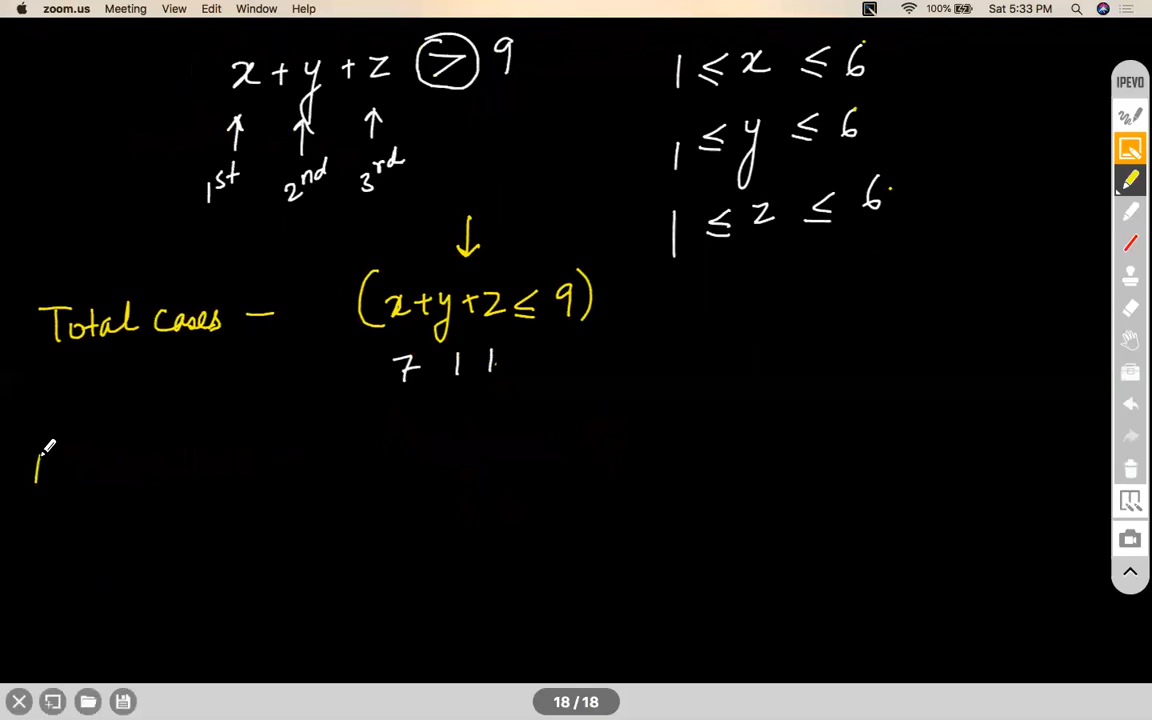 zoom.us Meeting View Edit Window Help 100% Sat 5:33 PM
x + y + z > 9
1st 2nd 3rd
1 ≤ x ≤ 6
1 ≤ y ≤ 6
1 ≤ z ≤ 6
Total cases – (x+y+z ≤ 9)
7 1 1
IPEVO
18 / 18